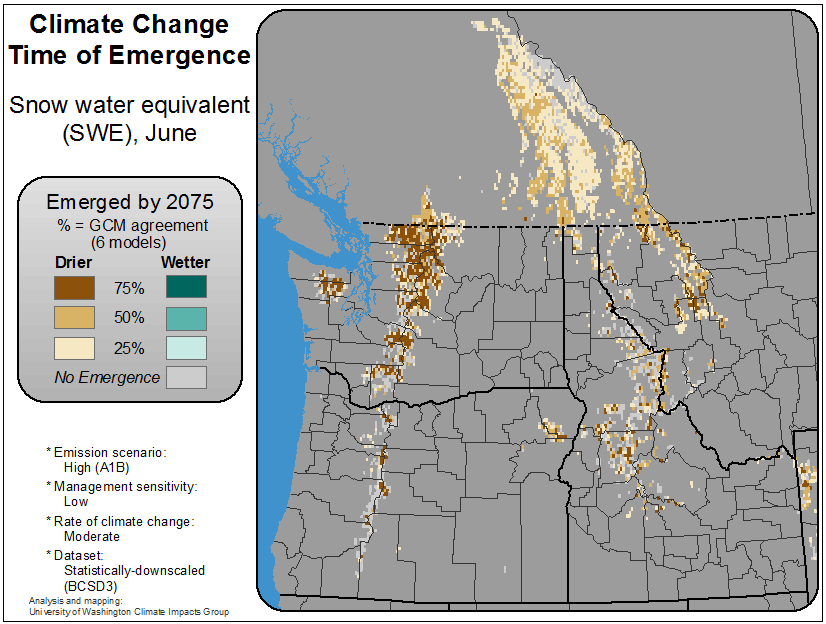 Climate Change
Time of Emergence
Snow water equivalent
(SWE), June
Emerged by 2075
% = GCM agreement
(6 models)
Drier Wetter
75%
50%
25%
No Emergence
* Emission scenario:
High (A1B)
* Management sensitivity:
Low
* Rate of climate change:
Moderate
* Dataset:
Statistically-downscaled
(BCSD3)
Analysis and mapping:
University of Washington Climate Impacts Group